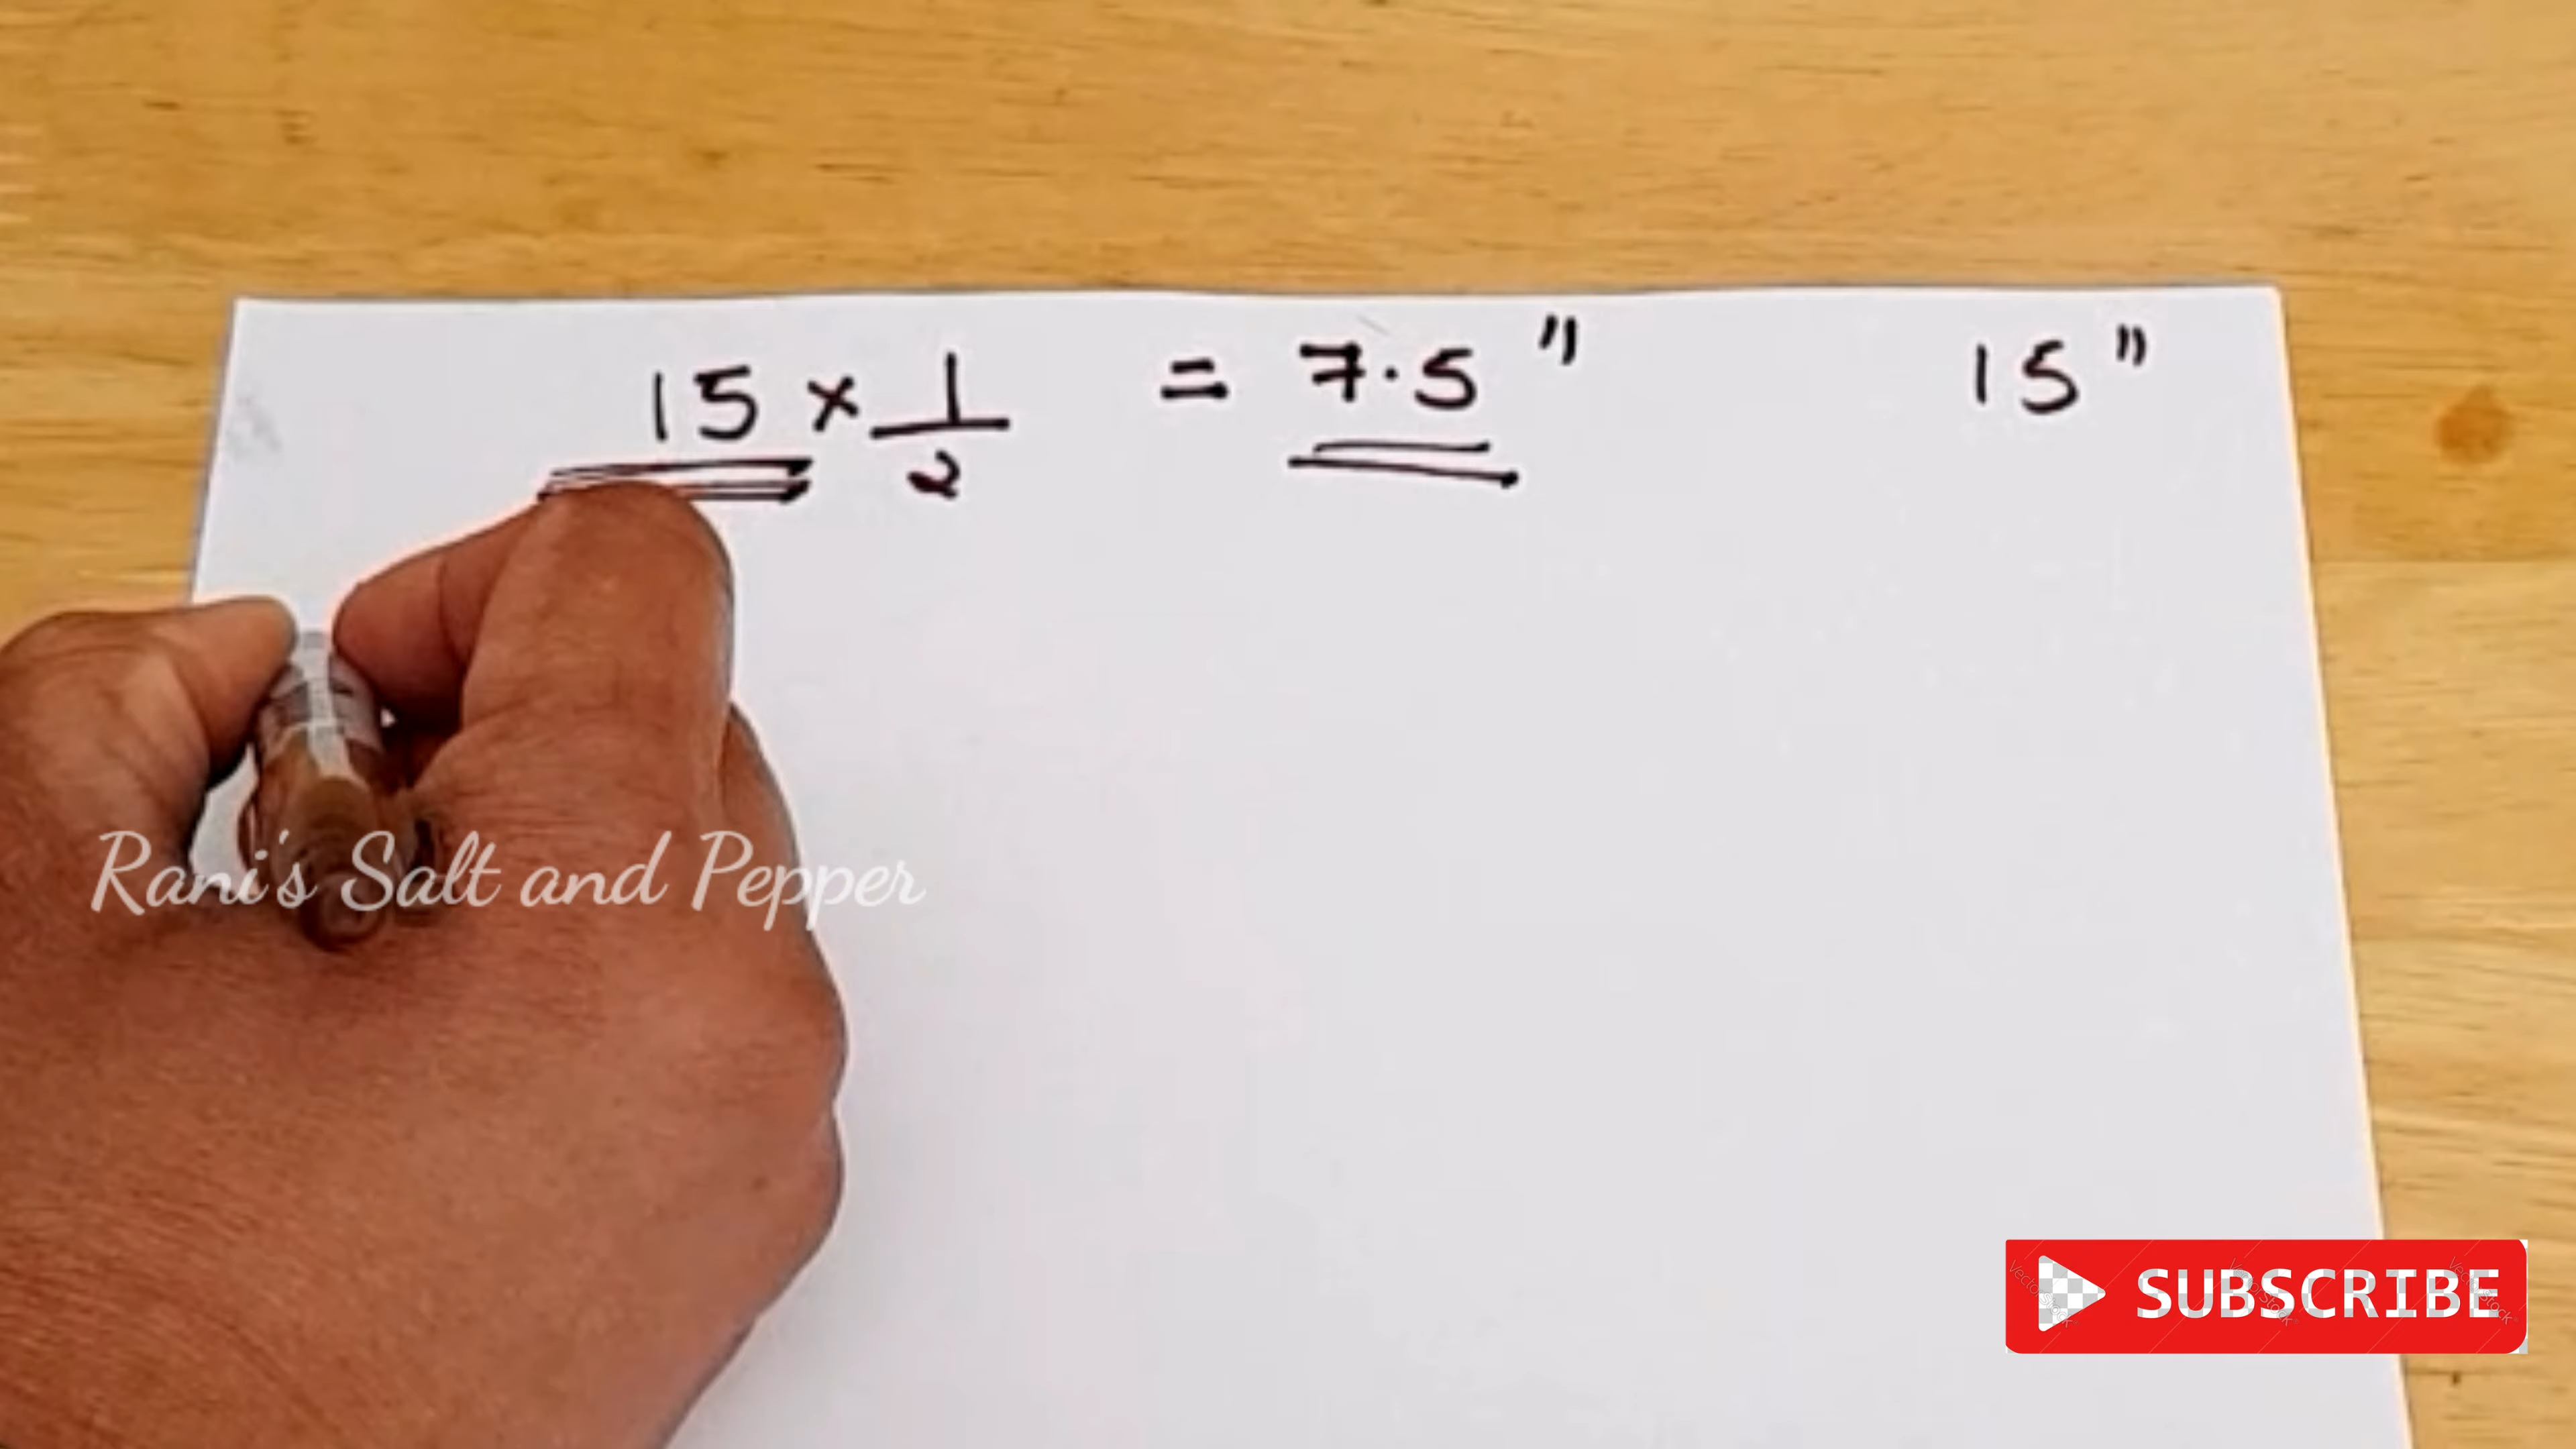 15 × 1/2 = 7.5 " 15 "
Rani's Salt and Pepper
SUBSCRIBE